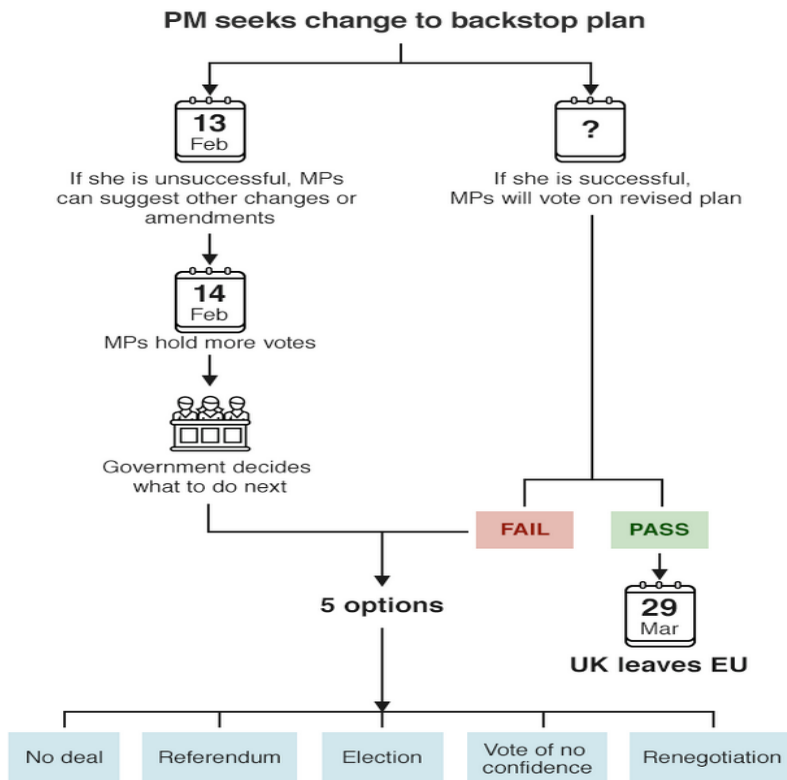 PM seeks change to backstop plan
13
Feb
If she is unsuccessful, MPs
can suggest other changes or
amendments
14
Feb
MPs hold more votes
Government decides
what to do next
?
If she is successful,
MPs will vote on revised plan
FAIL
PASS
29
Mar
UK leaves EU
5 options
No deal
Referendum
Election
Vote of no
confidence
Renegotiation